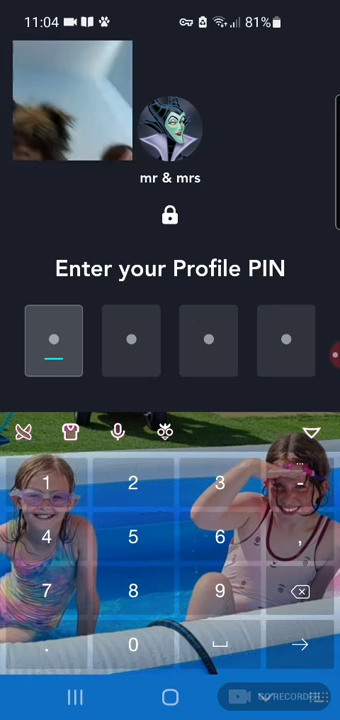 11:04 81%
mr & mrs
Enter your Profile PIN
1 2 3 -
4 5 6 ,
7 8 9
. 0
RECORDER